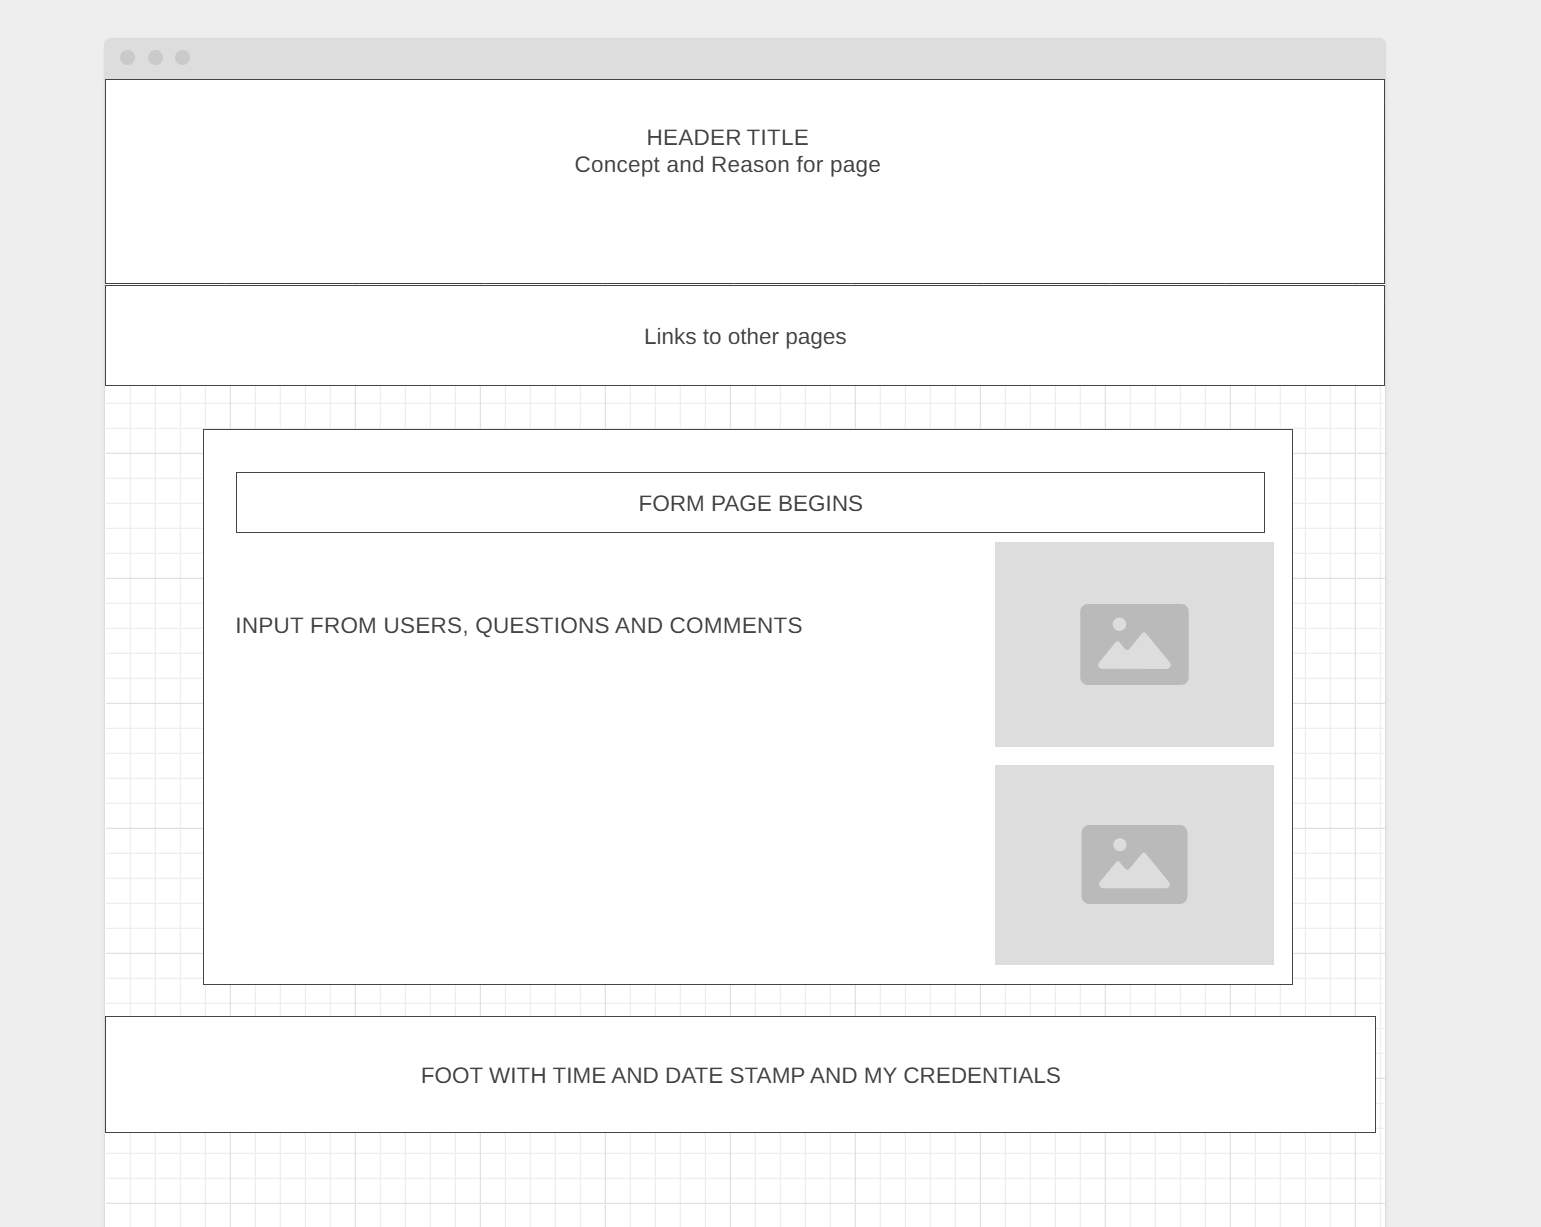 HEADER TITLE
Concept and Reason for page
Links to other pages
FORM PAGE BEGINS
INPUT FROM USERS, QUESTIONS AND COMMENTS
FOOT WITH TIME AND DATE STAMP AND MY CREDENTIALS